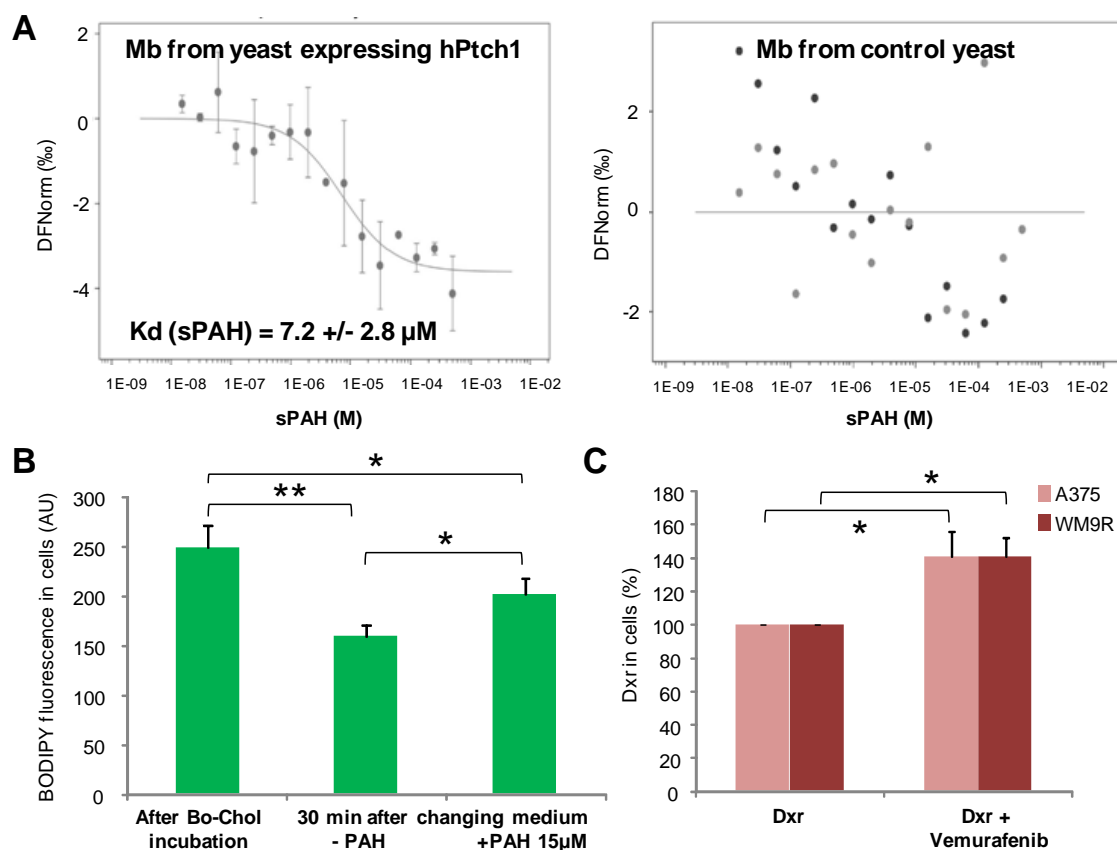 A
Mb from yeast expressing hPtch1
DFNorm (‰)
2
0
-2
-4
Kd (sPAH) = 7.2 +/- 2.8 µM
1E-09 1E-08 1E-07 1E-06 1E-05 1E-04 1E-03 1E-02
sPAH (M)
Mb from control yeast
DFNorm (‰)
2
0
-2
1E-09 1E-08 1E-07 1E-06 1E-05 1E-04 1E-03 1E-02
sPAH (M)
B
BODIPY fluorescence in cells (AU)
300
250
200
150
100
50
0
*
**
*
After Bo-Chol 30 min after changing medium
incubation - PAH +PAH 15µM
C
Dxr in cells (%)
180
160
140
120
100
80
60
40
20
0
*
*
A375
WM9R
Dxr Dxr +
Vemurafenib